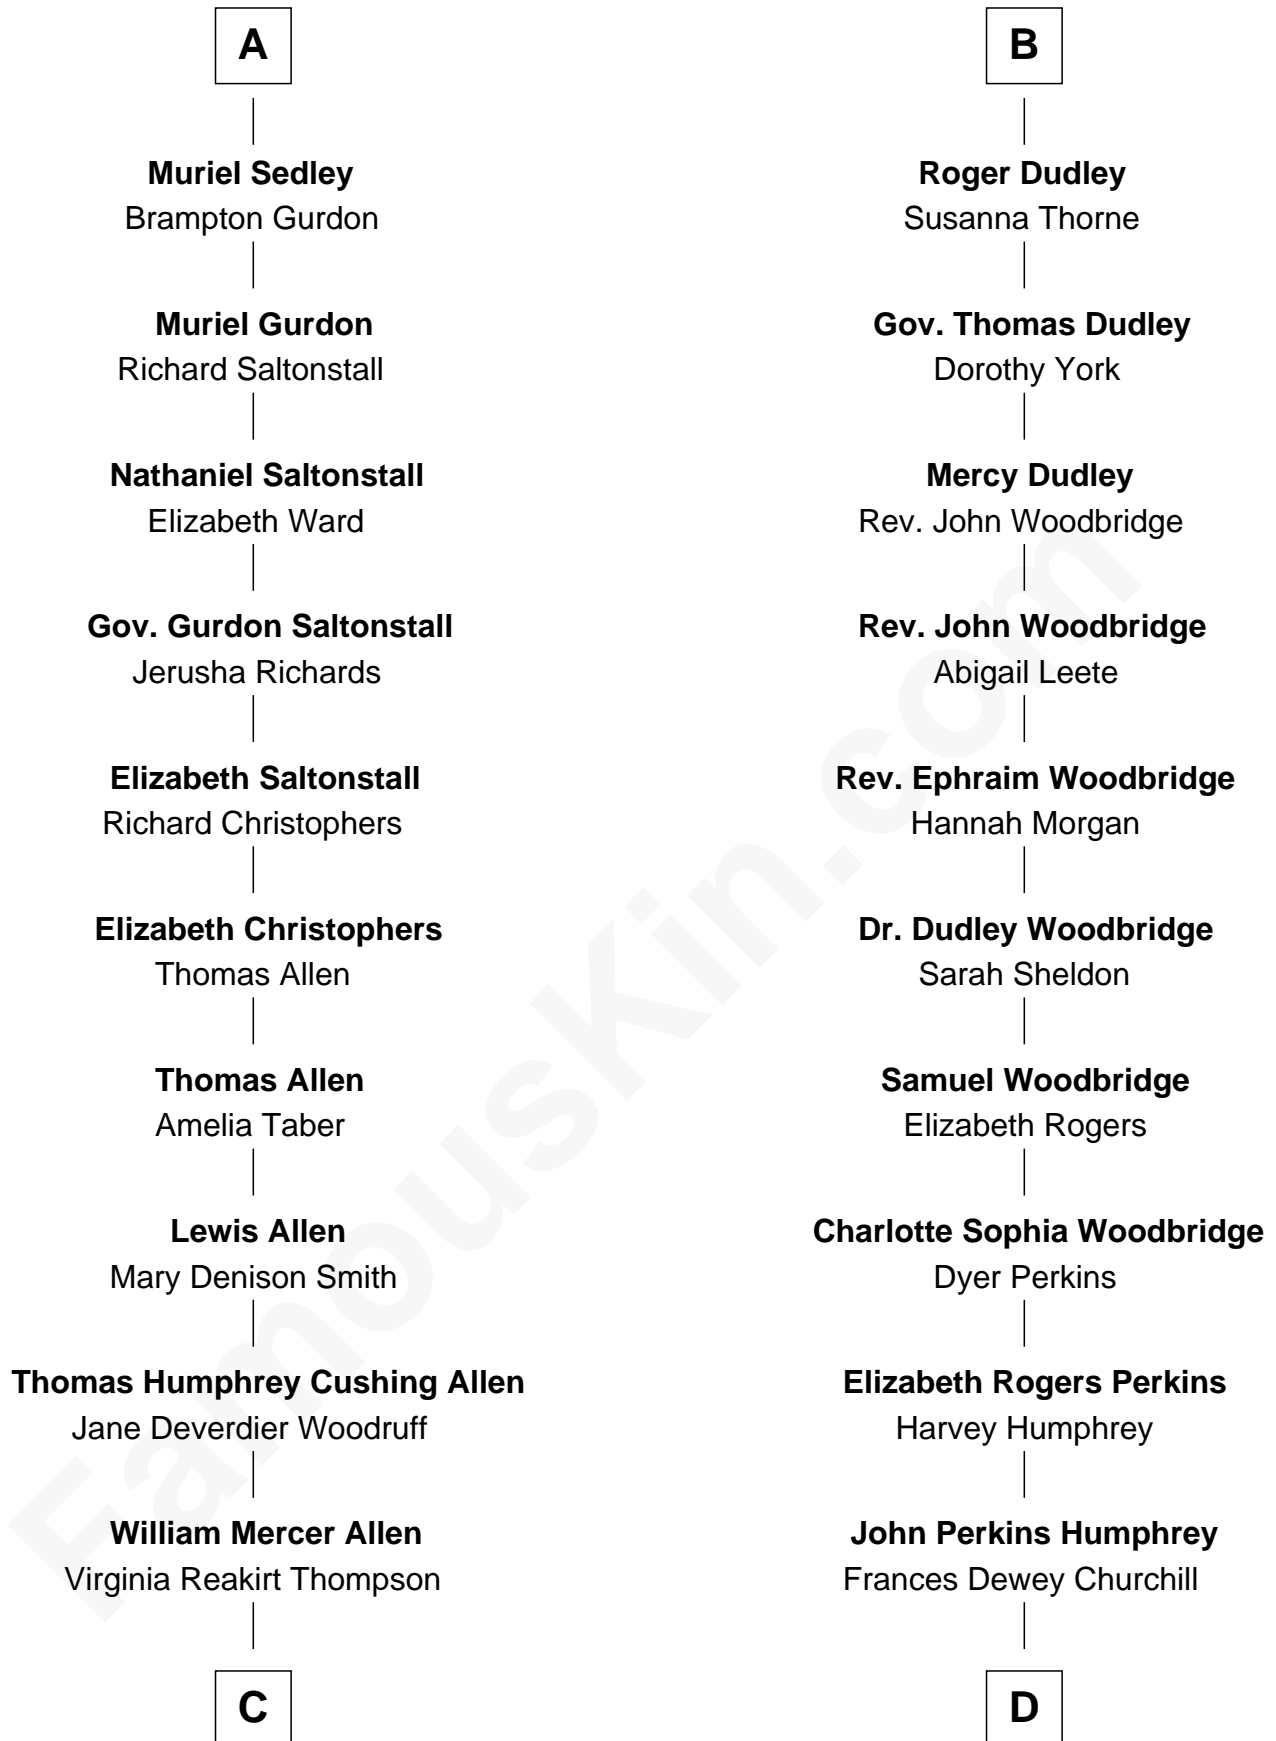 A
Muriel Sedley
Brampton Gurdon
Muriel Gurdon
Richard Saltonstall
Nathaniel Saltonstall
Elizabeth Ward
Gov. Gurdon Saltonstall
Jerusha Richards
Elizabeth Saltonstall
Richard Christophers
Elizabeth Christophers
Thomas Allen
Thomas Allen
Amelia Taber
Lewis Allen
Mary Denison Smith
Thomas Humphrey Cushing Allen
Jane Deverdier Woodruff
William Mercer Allen
Virginia Reakirt Thompson
C
B
Roger Dudley
Susanna Thorne
Gov. Thomas Dudley
Dorothy York
Mercy Dudley
Rev. John Woodbridge
Rev. John Woodbridge
Abigail Leete
Rev. Ephraim Woodbridge
Hannah Morgan
Dr. Dudley Woodbridge
Sarah Sheldon
Samuel Woodbridge
Elizabeth Rogers
Charlotte Sophia Woodbridge
Dyer Perkins
Elizabeth Rogers Perkins
Harvey Humphrey
John Perkins Humphrey
Frances Dewey Churchill
D
FamousKin.com